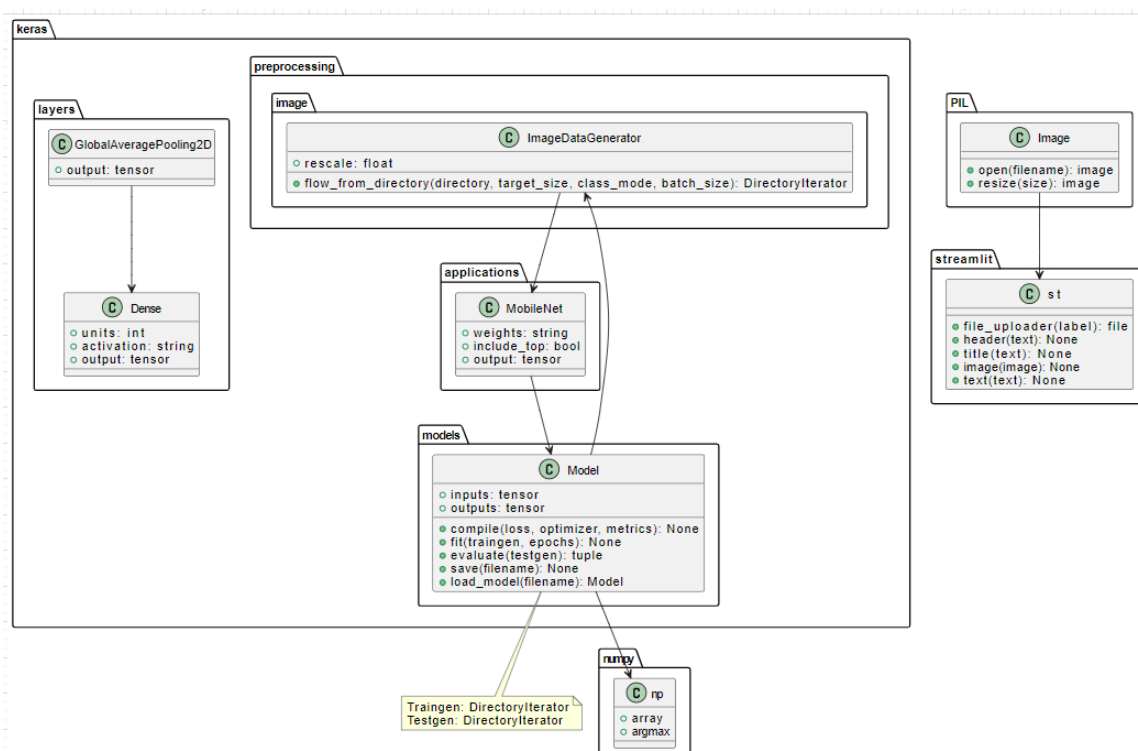 keras
preprocessing
image
C ImageDataGenerator
rescale: float
flow_from_directory(directory, target_size, class_mode, batch_size): DirectoryIterator
layers
C GlobalAveragePooling2D
output: tensor
C Dense
units: int
activation: string
output: tensor
applications
C MobileNet
weights: string
include_top: bool
output: tensor
models
C Model
inputs: tensor
outputs: tensor
compile(loss, optimizer, metrics): None
fit(traingen, epochs): None
evaluate(testgen): tuple
save(filename): None
load_model(filename): Model
Traingen: DirectoryIterator
Testgen: DirectoryIterator
numpy
C np
array
argmax
PIL
C Image
open(filename): image
resize(size): image
streamlit
C st
file_uploader(label): file
header(text): None
title(text): None
image(image): None
text(text): None